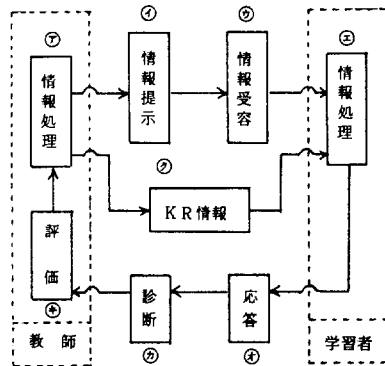 ㋐
情報処理
㋑
情報提示
㋒
情報受容
㋓
情報処理
㋗
KR情報
評価
㋖
診断
㋕
応答
㋔
教師
学習者